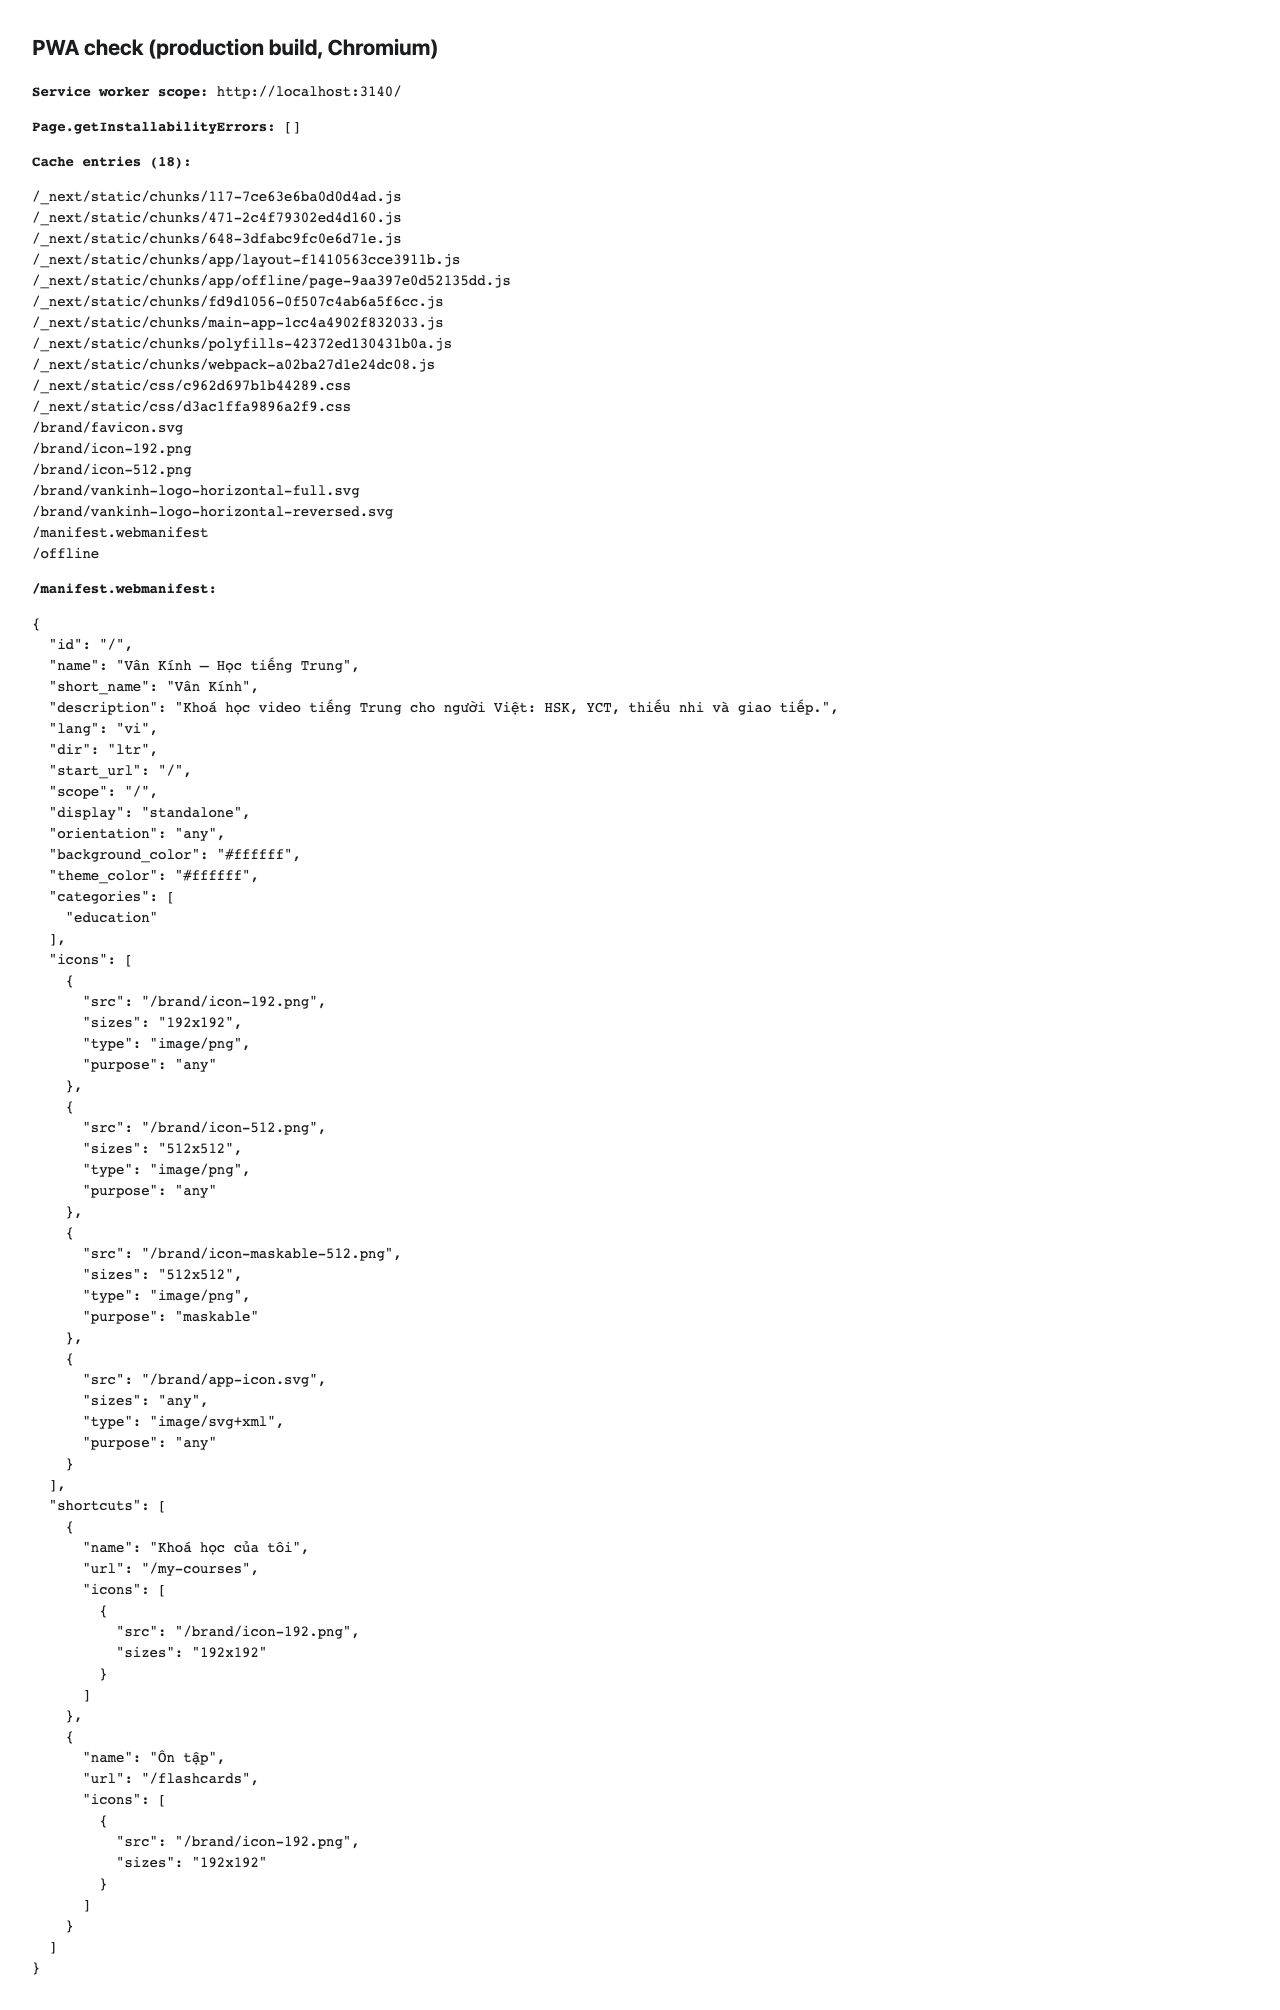 PWA check (production build, Chromium)
Service worker scope: http://localhost:3140/
Page.getInstallabilityErrors: []
Cache entries (18):
/_next/static/chunks/117-7ce63e6ba0d0d4ad.js
/_next/static/chunks/471-2c4f79302ed4d160.js
/_next/static/chunks/648-3dfabc9fc0e6d71e.js
/_next/static/chunks/app/layout-f1410563cce3911b.js
/_next/static/chunks/app/offline/page-9aa397e0d52135dd.js
/_next/static/chunks/fd9d1056-0f507c4ab6a5f6cc.js
/_next/static/chunks/main-app-1cc4a4902f832033.js
/_next/static/chunks/polyfills-42372ed130431b0a.js
/_next/static/chunks/webpack-a02ba27d1e24dc08.js
/_next/static/css/c962d697b1b44289.css
/_next/static/css/d3ac1ffa9896a2f9.css
/brand/favicon.svg
/brand/icon-192.png
/brand/icon-512.png
/brand/vankinh-logo-horizontal-full.svg
/brand/vankinh-logo-horizontal-reversed.svg
/manifest.webmanifest
/offline
/manifest.webmanifest:
{
  "id": "/",
  "name": "Vân Kính — Học tiếng Trung",
  "short_name": "Vân Kính",
  "description": "Khoá học video tiếng Trung cho người Việt: HSK, YCT, thiếu nhi và giao tiếp.",
  "lang": "vi",
  "dir": "ltr",
  "start_url": "/",
  "scope": "/",
  "display": "standalone",
  "orientation": "any",
  "background_color": "#ffffff",
  "theme_color": "#ffffff",
  "categories": [
    "education"
  ],
  "icons": [
    {
      "src": "/brand/icon-192.png",
      "sizes": "192x192",
      "type": "image/png",
      "purpose": "any"
    },
    {
      "src": "/brand/icon-512.png",
      "sizes": "512x512",
      "type": "image/png",
      "purpose": "any"
    },
    {
      "src": "/brand/icon-maskable-512.png",
      "sizes": "512x512",
      "type": "image/png",
      "purpose": "maskable"
    },
    {
      "src": "/brand/app-icon.svg",
      "sizes": "any",
      "type": "image/svg+xml",
      "purpose": "any"
    }
  ],
  "shortcuts": [
    {
      "name": "Khoá học của tôi",
      "url": "/my-courses",
      "icons": [
        {
          "src": "/brand/icon-192.png",
          "sizes": "192x192"
        }
      ]
    },
    {
      "name": "Ôn tập",
      "url": "/flashcards",
      "icons": [
        {
          "src": "/brand/icon-192.png",
          "sizes": "192x192"
        }
      ]
    }
  ]
}